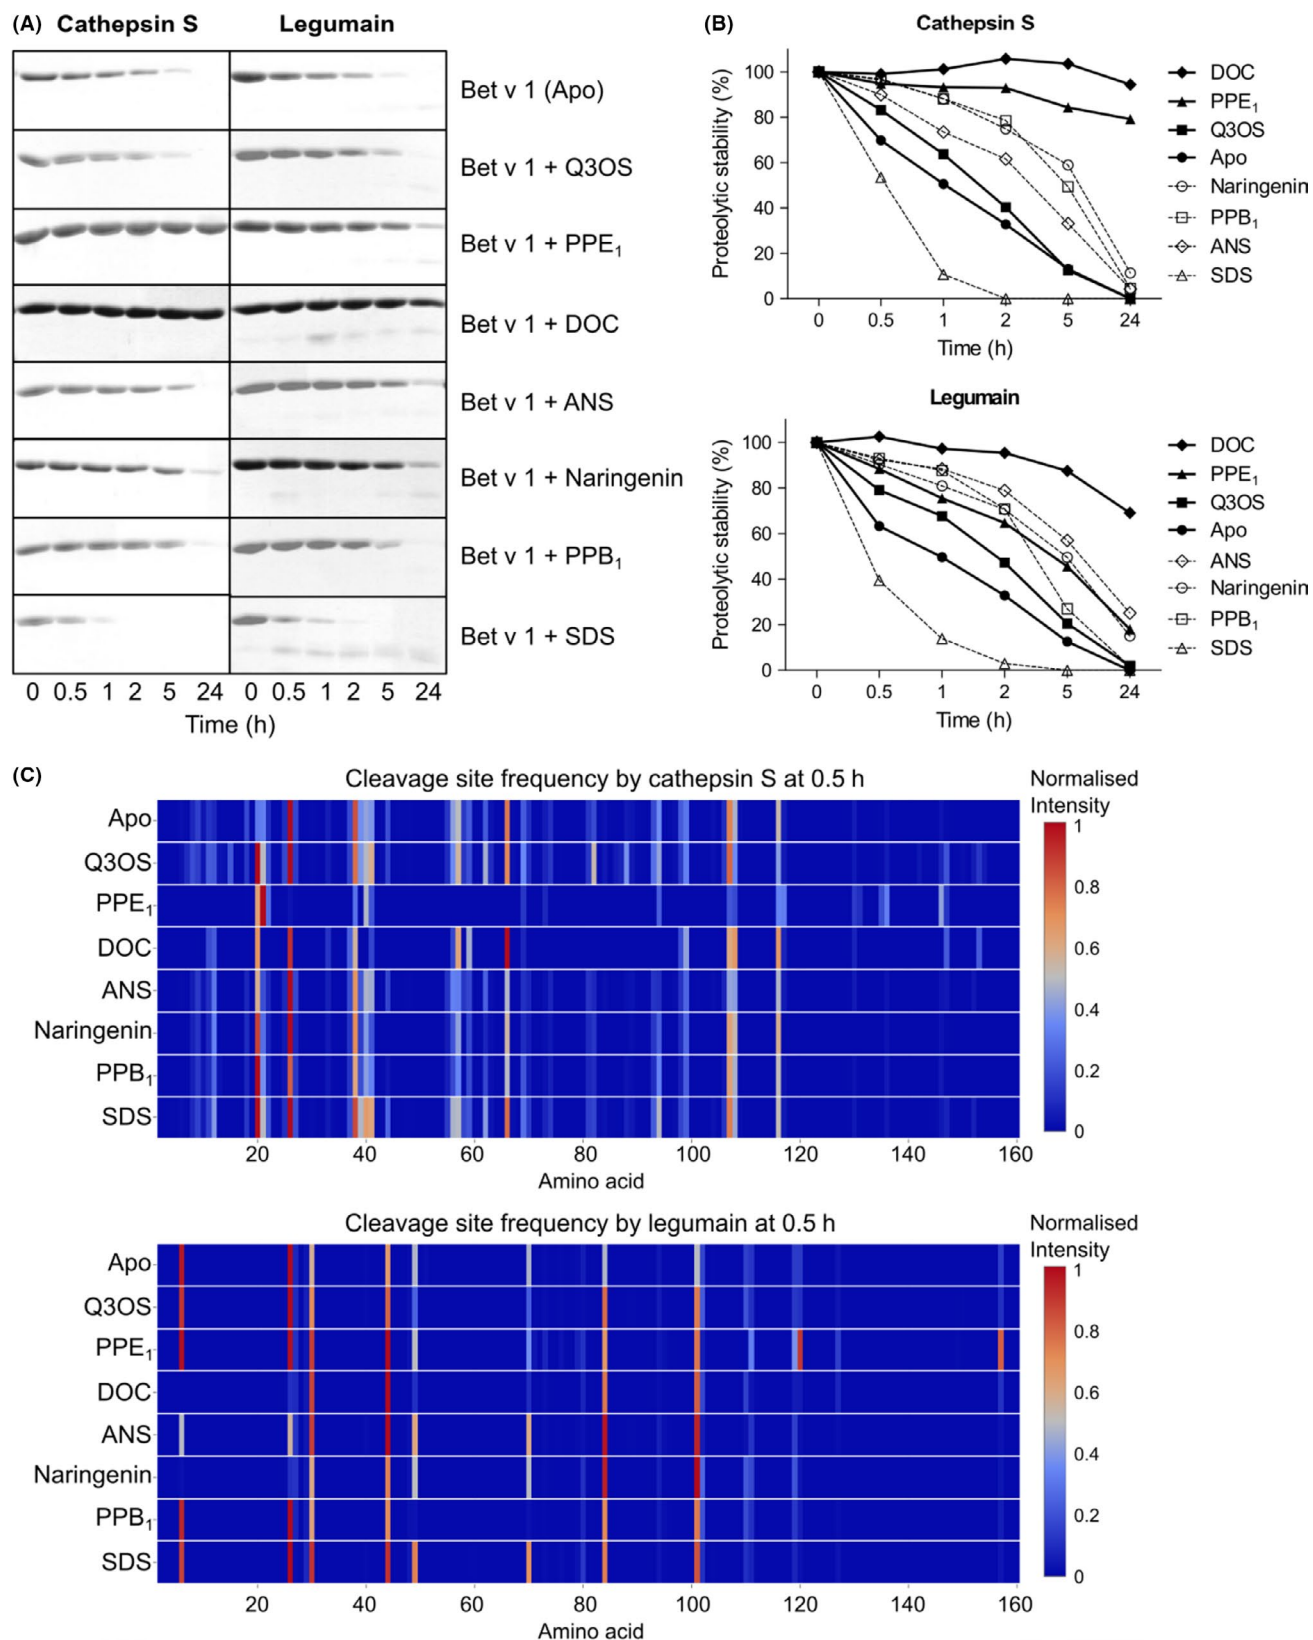 (A)
Cathepsin S Legumain
Bet v 1 (Apo)
Bet v 1 + Q3OS
Bet v 1 + PPE₁
Bet v 1 + DOC
Bet v 1 + ANS
Bet v 1 + Naringenin
Bet v 1 + PPB₁
Bet v 1 + SDS
0 0.5 1 2 5 24 0 0.5 1 2 5 24
Time (h)
(B)
Cathepsin S
Proteolytic stability (%)
100
80
60
40
20
0
0 0.5 1 2 5 24
Time (h)
DOC
PPE₁
Q3OS
Apo
Naringenin
PPB₁
ANS
SDS
Legumain
Proteolytic stability (%)
100
80
60
40
20
0
0 0.5 1 2 5 24
Time (h)
DOC
PPE₁
Q3OS
Apo
ANS
Naringenin
PPB₁
SDS
(C)
Cleavage site frequency by cathepsin S at 0.5 h
Apo
Q3OS
PPE₁
DOC
ANS
Naringenin
PPB₁
SDS
20 40 60 80 100 120 140 160
Amino acid
Normalised
Intensity
1
0.8
0.6
0.4
0.2
0
Cleavage site frequency by legumain at 0.5 h
Apo
Q3OS
PPE₁
DOC
ANS
Naringenin
PPB₁
SDS
20 40 60 80 100 120 140 160
Amino acid
Normalised
Intensity
1
0.8
0.6
0.4
0.2
0